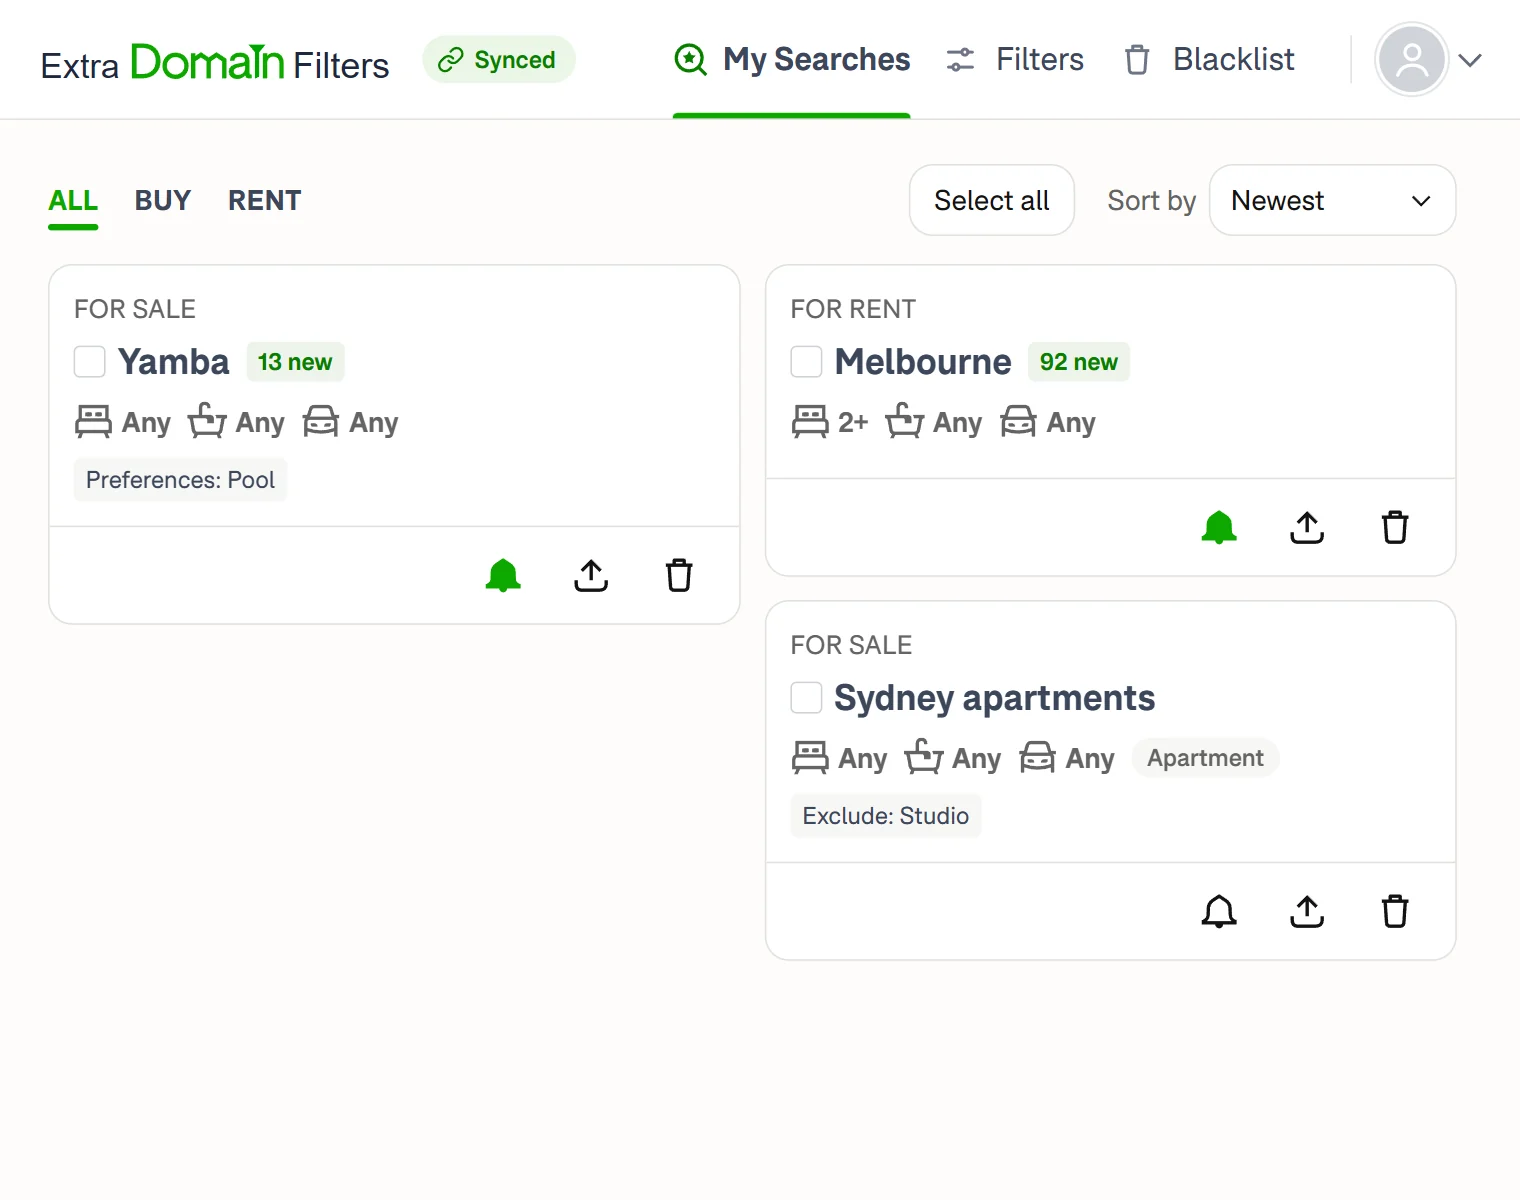 Extra Domain Filters
Synced
My Searches
Filters
Blacklist
ALL
BUY
RENT
Select all
Sort by
Newest
FOR SALE
Yamba
13 new
Any
Any
Any
Preferences: Pool
FOR RENT
Melbourne
92 new
2+
Any
Any
FOR SALE
Sydney apartments
Any
Any
Any
Apartment
Exclude: Studio